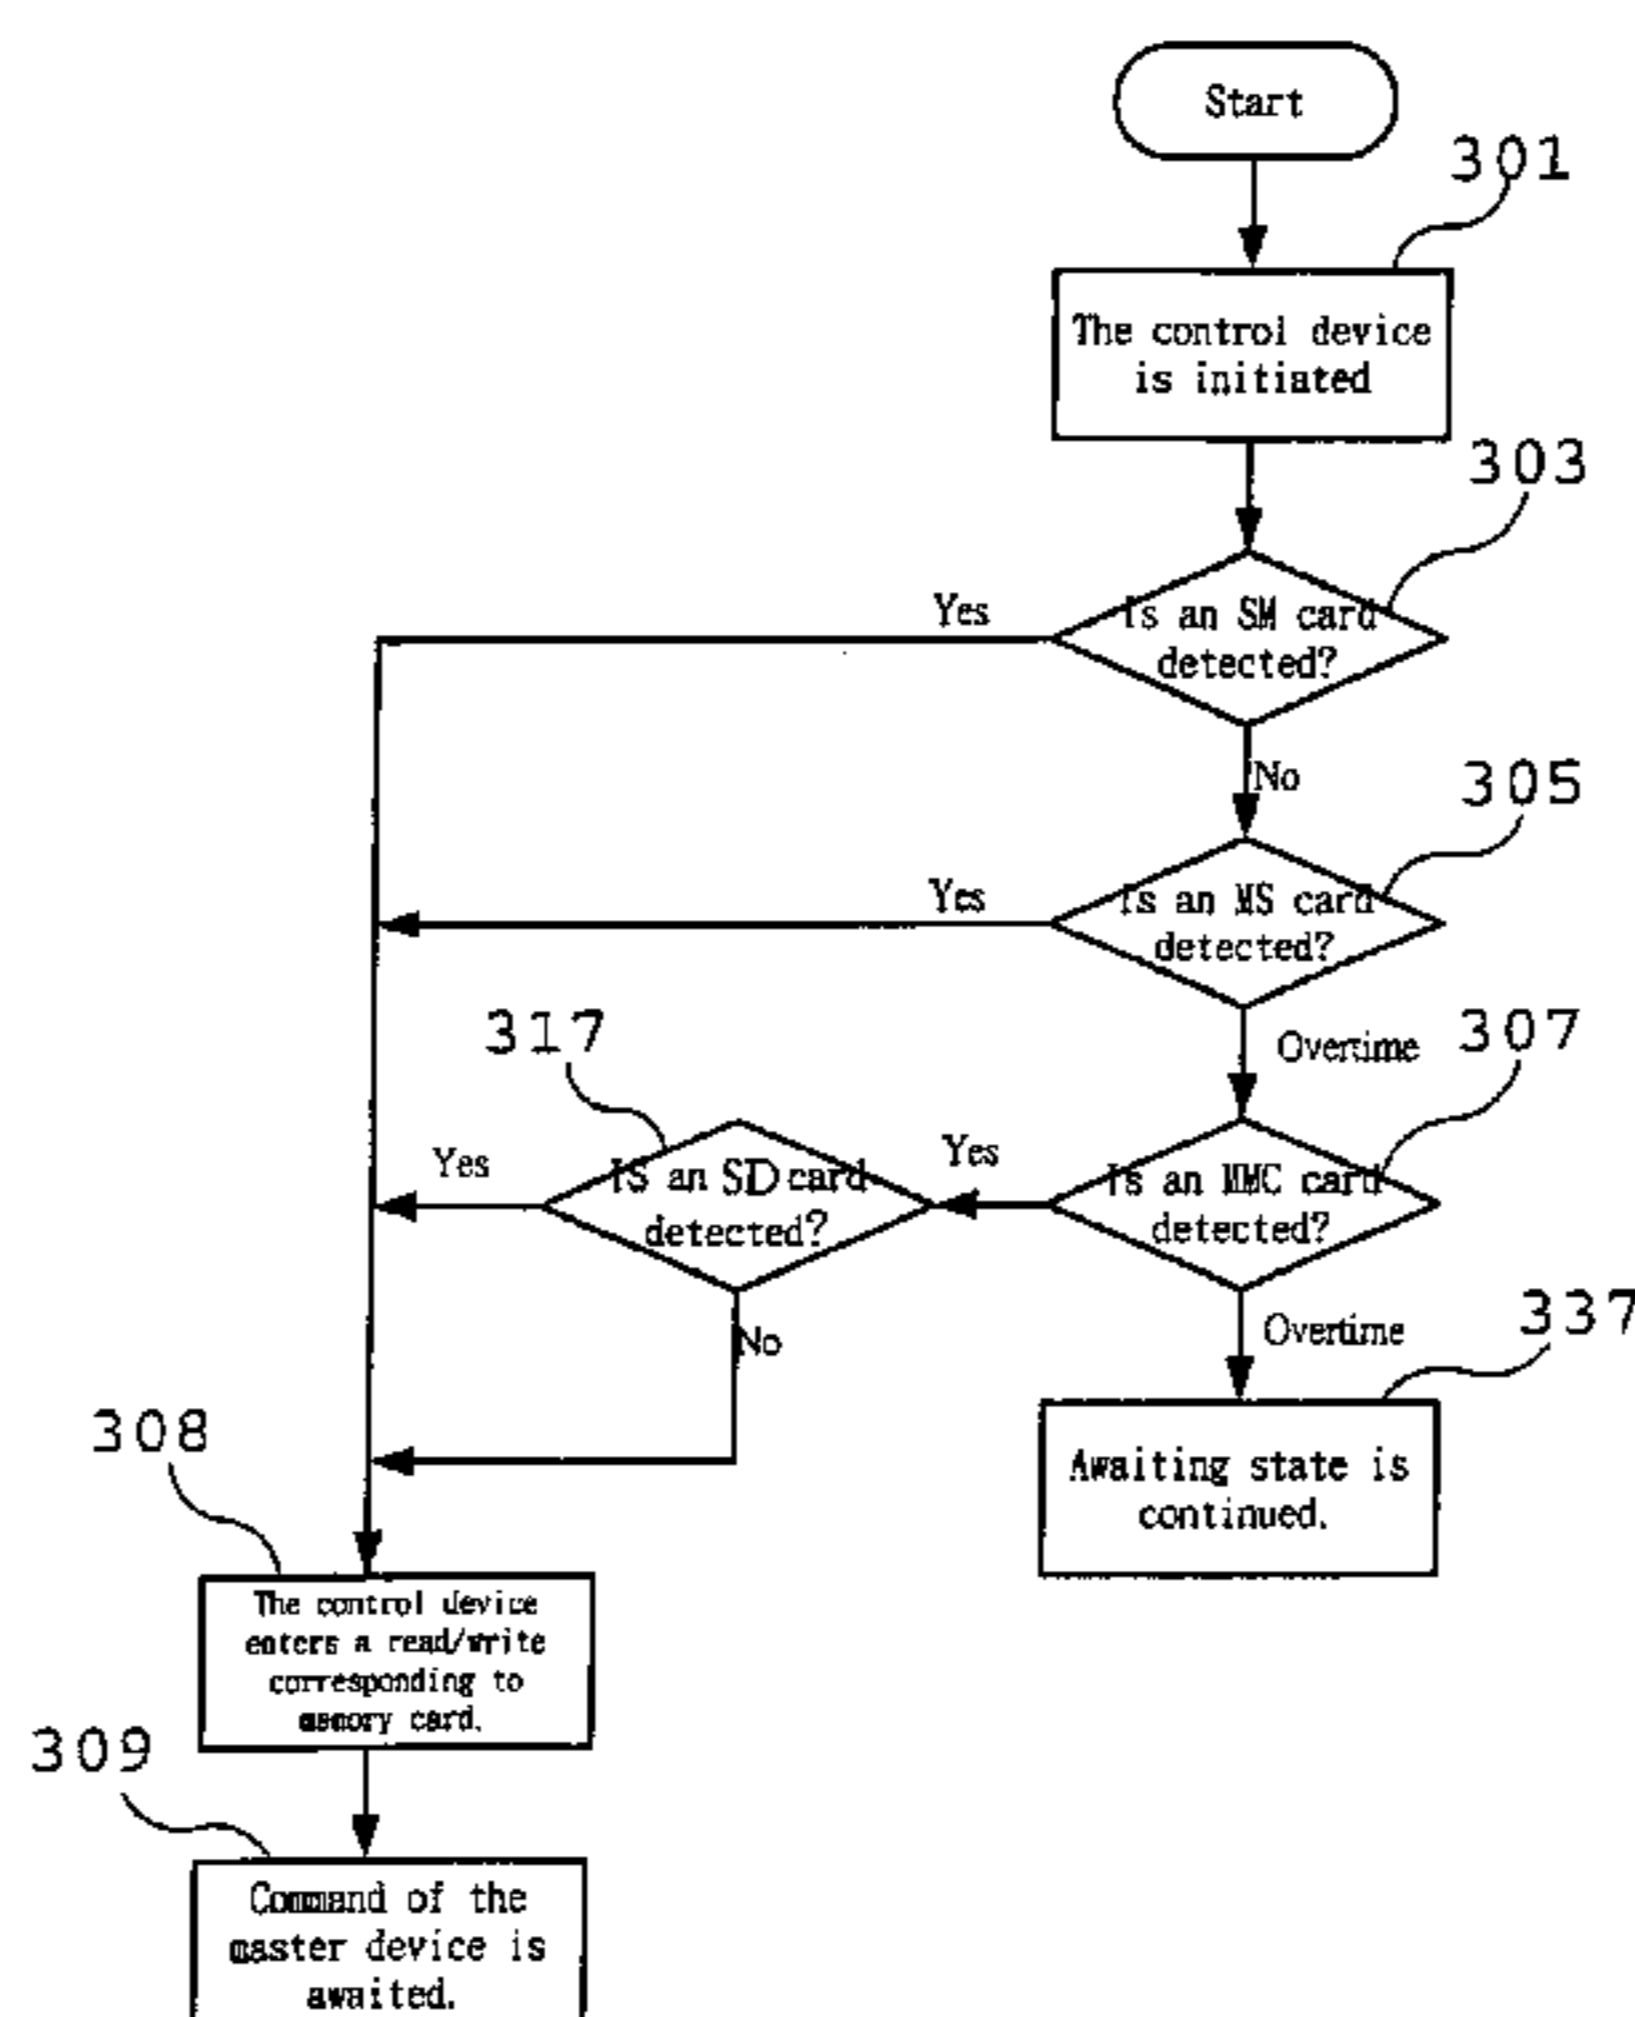 Start
301
The control device
is initiated
303
Yes
Is an SM card
detected?
No
305
Yes
Is an MS card
detected?
Overtime
307
317
Yes
Is an SD card
detected?
Yes
Is an MMC card
detected?
No
Overtime
337
Awaiting state is
continued.
308
The control device
enters a read/write
corresponding to
memory card.
309
Command of the
master device is
awaited.